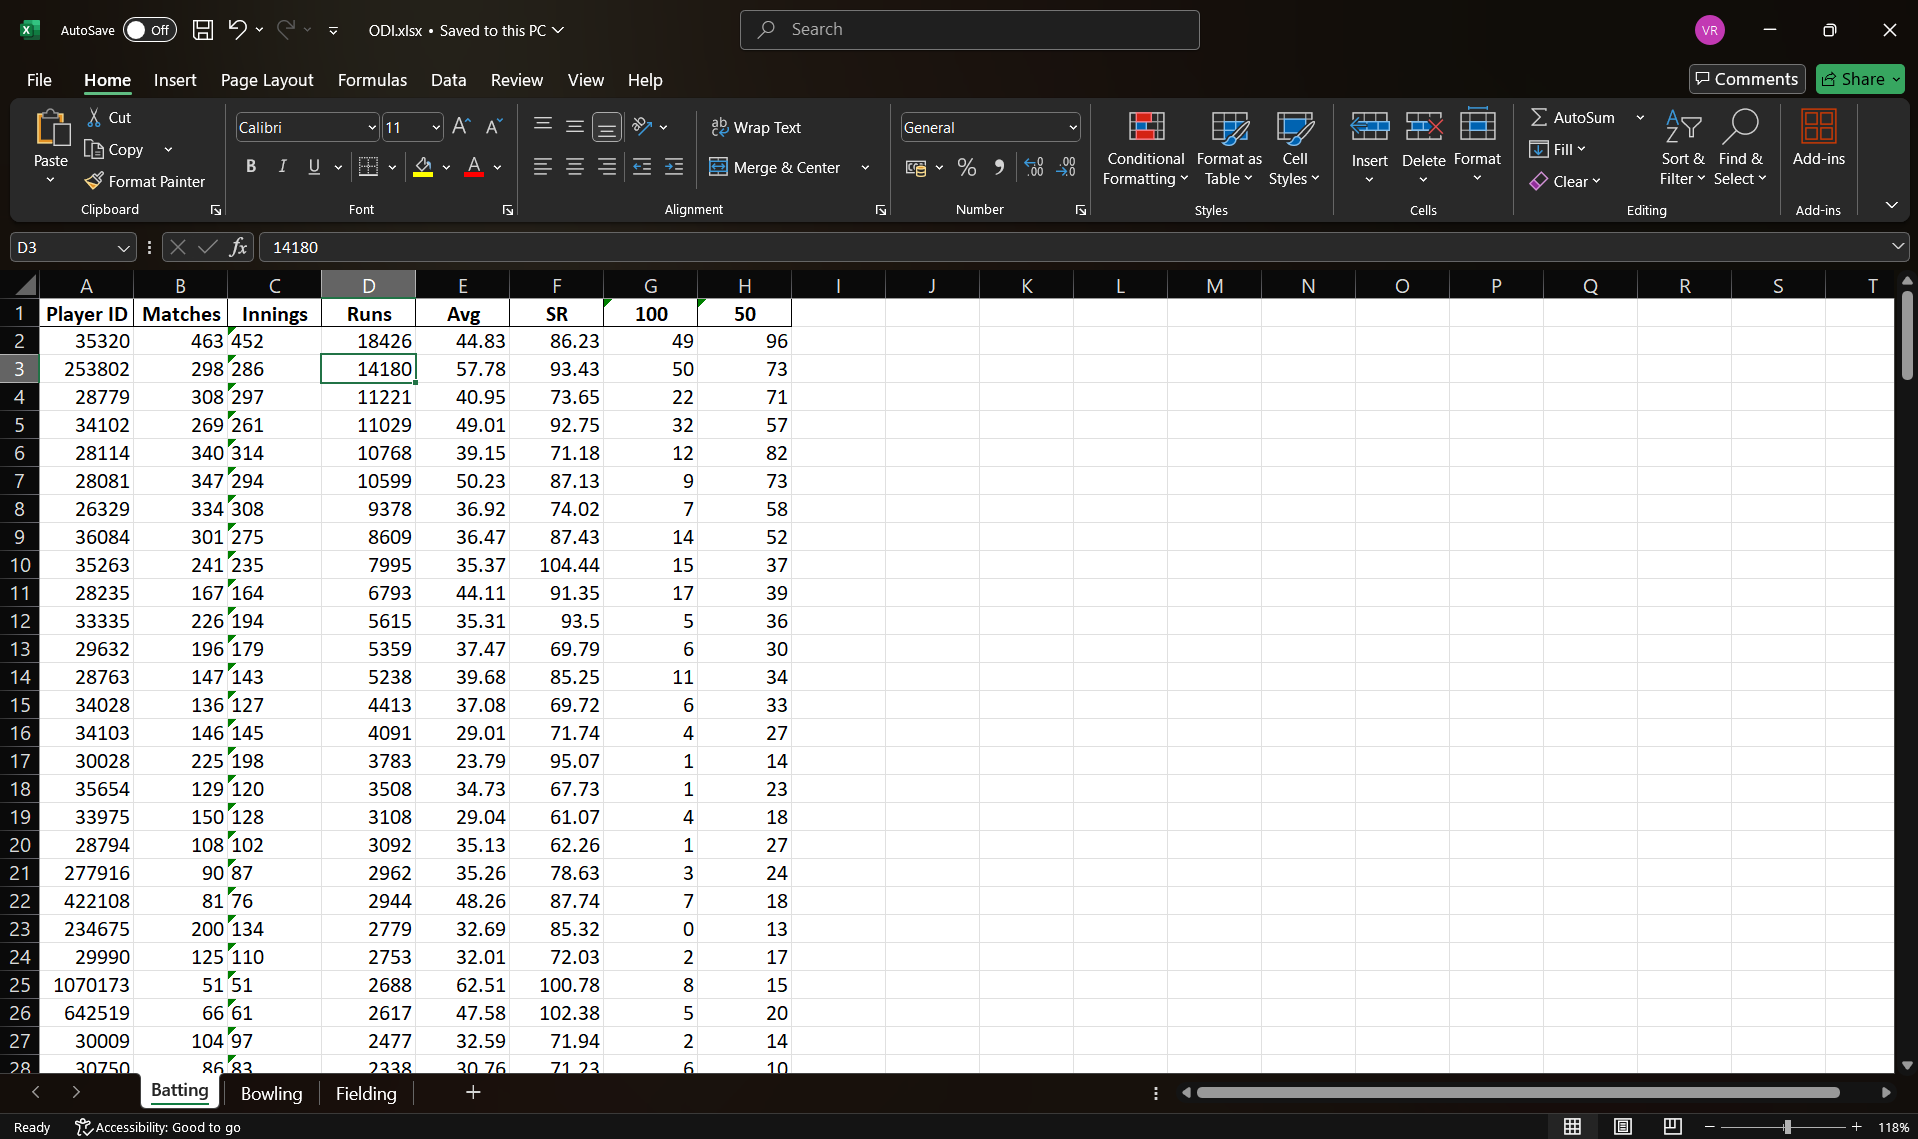 AutoSave Off ODI.xlsx • Saved to this PC Search VR
File Home Insert Page Layout Formulas Data Review View Help Comments Share
Paste Cut Copy Format Painter Clipboard
Calibri 11 B I U A Font
Wrap Text Merge & Center Alignment
General % Number
Conditional Formatting Format as Table Cell Styles Styles
Insert Delete Format Cells
AutoSum Fill Clear Sort & Filter Find & Select Editing
Add-ins Add-ins
D3 fx 14180
A B C D E F G H I J K L M N O P Q R S T
1 Player ID Matches Innings Runs Avg SR 100 50
2 35320 463 452 18426 44.83 86.23 49 96
3 253802 298 286 14180 57.78 93.43 50 73
4 28779 308 297 11221 40.95 73.65 22 71
5 34102 269 261 11029 49.01 92.75 32 57
6 28114 340 314 10768 39.15 71.18 12 82
7 28081 347 294 10599 50.23 87.13 9 73
8 26329 334 308 9378 36.92 74.02 7 58
9 36084 301 275 8609 36.47 87.43 14 52
10 35263 241 235 7995 35.37 104.44 15 37
11 28235 167 164 6793 44.11 91.35 17 39
12 33335 226 194 5615 35.31 93.5 5 36
13 29632 196 179 5359 37.47 69.79 6 30
14 28763 147 143 5238 39.68 85.25 11 34
15 34028 136 127 4413 37.08 69.72 6 33
16 34103 146 145 4091 29.01 71.74 4 27
17 30028 225 198 3783 23.79 95.07 1 14
18 35654 129 120 3508 34.73 67.73 1 23
19 33975 150 128 3108 29.04 61.07 4 18
20 28794 108 102 3092 35.13 62.26 1 27
21 277916 90 87 2962 35.26 78.63 3 24
22 422108 81 76 2944 48.26 87.74 7 18
23 234675 200 134 2779 32.69 85.32 0 13
24 29990 125 110 2753 32.01 72.03 2 17
25 1070173 51 51 2688 62.51 100.78 8 15
26 642519 66 61 2617 47.58 102.38 5 20
27 30009 104 97 2477 32.59 71.94 2 14
28 30750 86 83 2338 30.76 71.23 6 10
Batting Bowling Fielding
Ready Accessibility: Good to go 118%